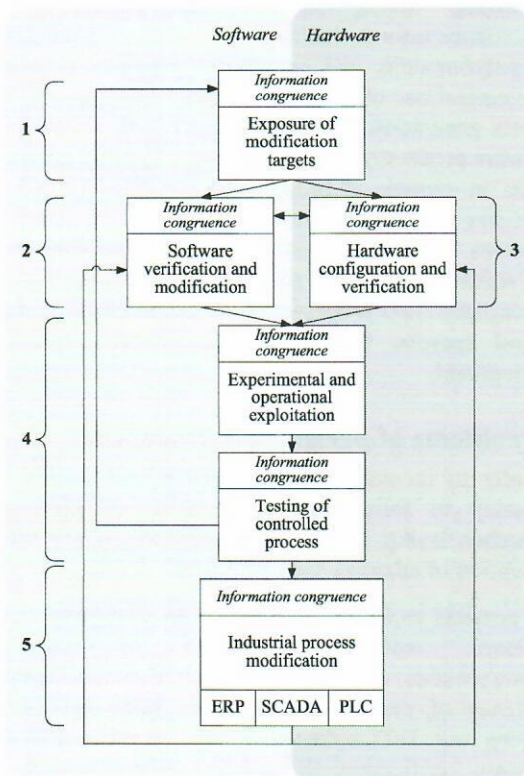 Software Hardware
Information
congruence
1
Exposure of
modification
targets
Information
congruence
Information
congruence
2
Software
verification and
modification
Hardware
configuration and
verification
3
Information
congruence
Experimental and
operational
exploitation
4
Information
congruence
Testing of
controlled
process
Information congruence
5
Industrial process
modification
ERP SCADA PLC